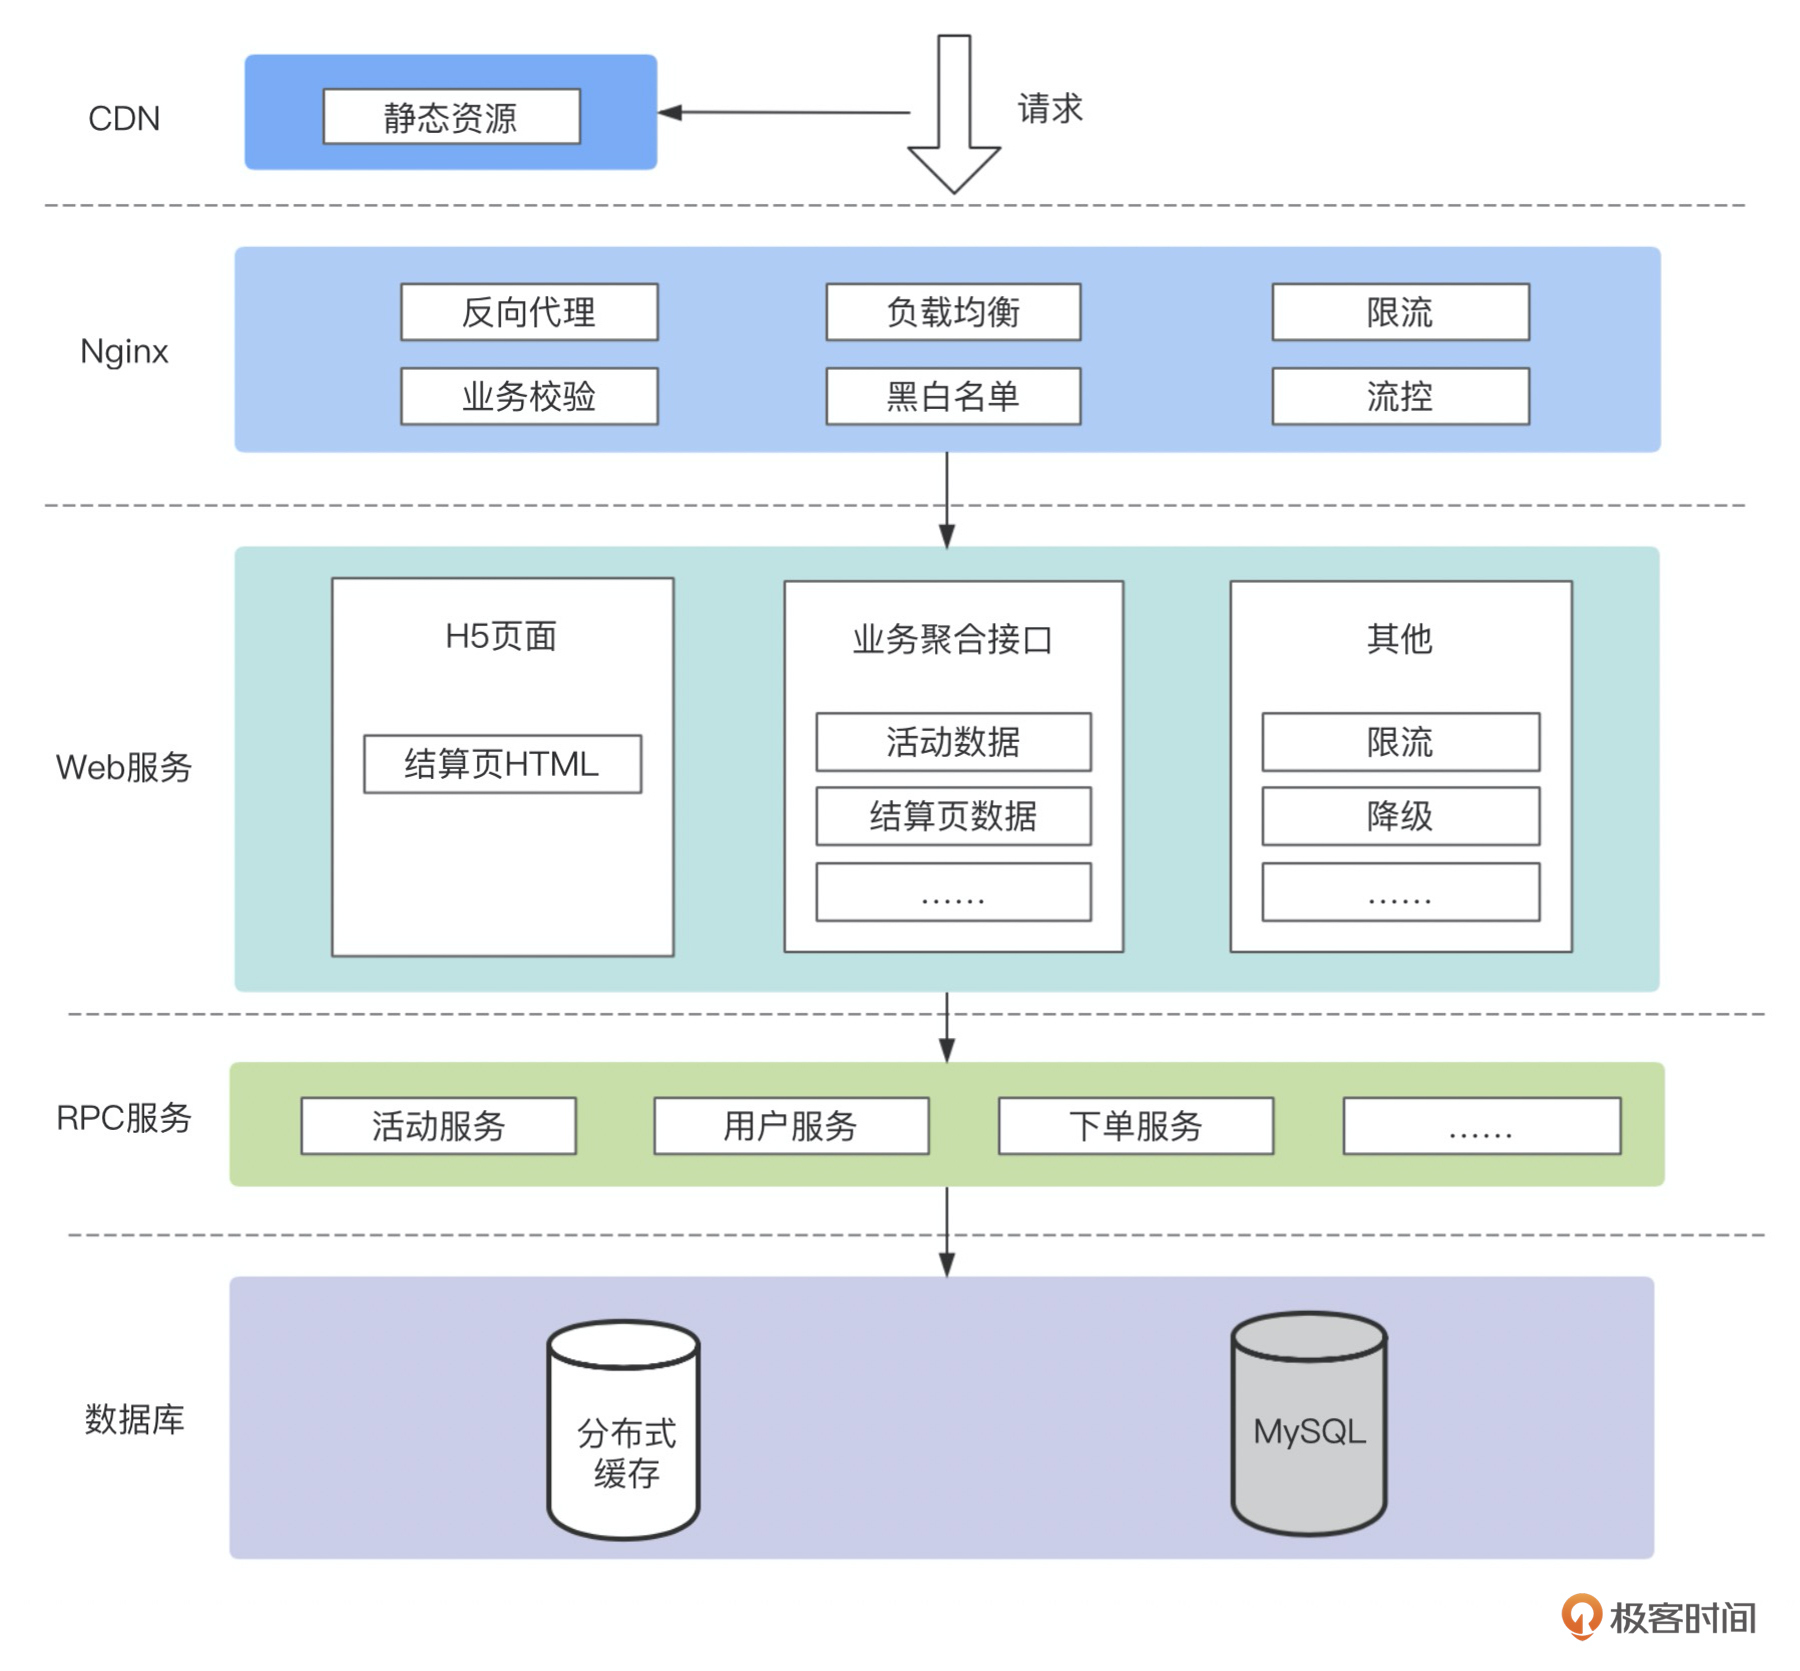 CDN
静态资源
请求
Nginx
反向代理
负载均衡
限流
业务校验
黑白名单
流控
Web服务
H5页面
结算页HTML
业务聚合接口
活动数据
结算页数据
......
其他
限流
降级
......
RPC服务
活动服务
用户服务
下单服务
......
数据库
分布式
缓存
MySQL
极客时间